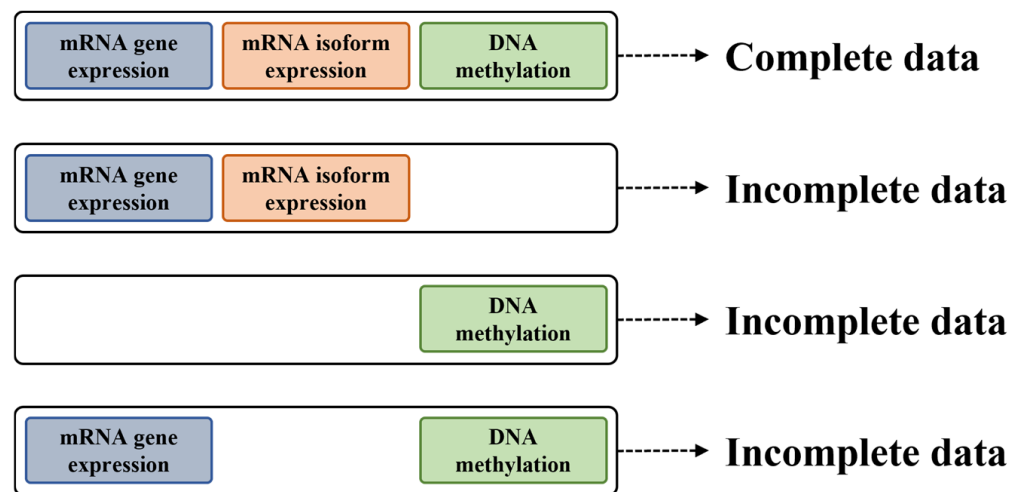 mRNA gene
expression
mRNA isoform
expression
DNA
methylation
Complete data
mRNA gene
expression
mRNA isoform
expression
Incomplete data
DNA
methylation
Incomplete data
mRNA gene
expression
DNA
methylation
Incomplete data